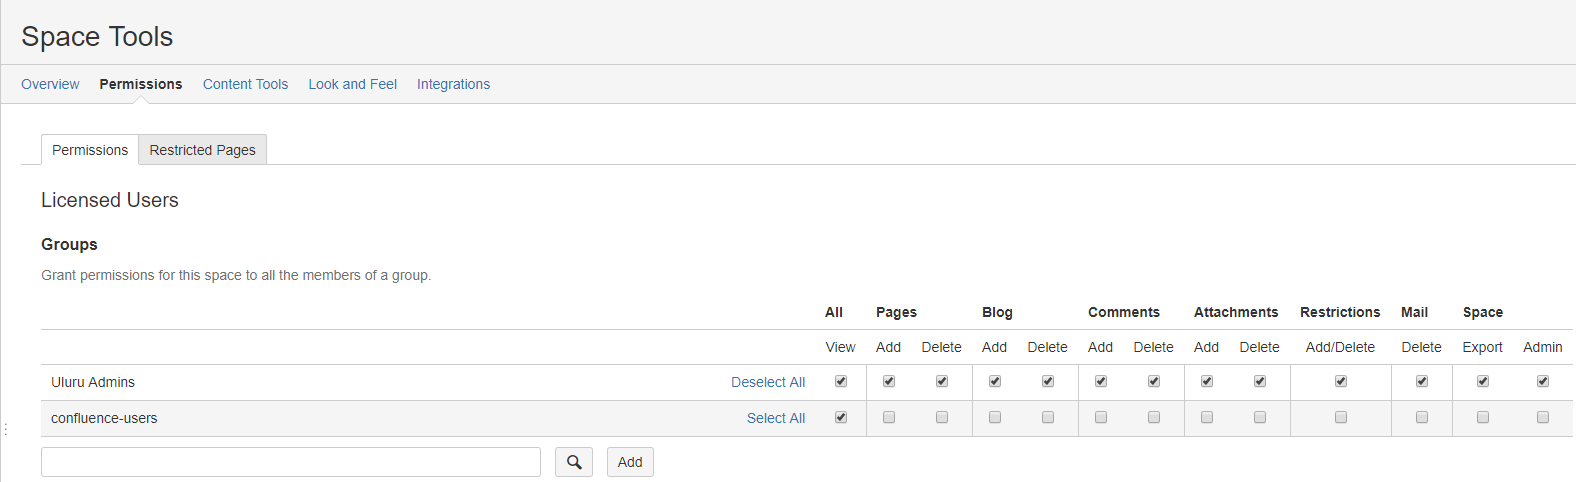 Space Tools
Overview Permissions Content Tools Look and Feel Integrations
Permissions Restricted Pages
Licensed Users
Groups
Grant permissions for this space to all the members of a group.
All Pages Blog Comments Attachments Restrictions Mail Space
View Add Delete Add Delete Add Delete Add Delete Add/Delete Delete Export Admin
Uluru Admins Deselect All
confluence-users Select All
Add